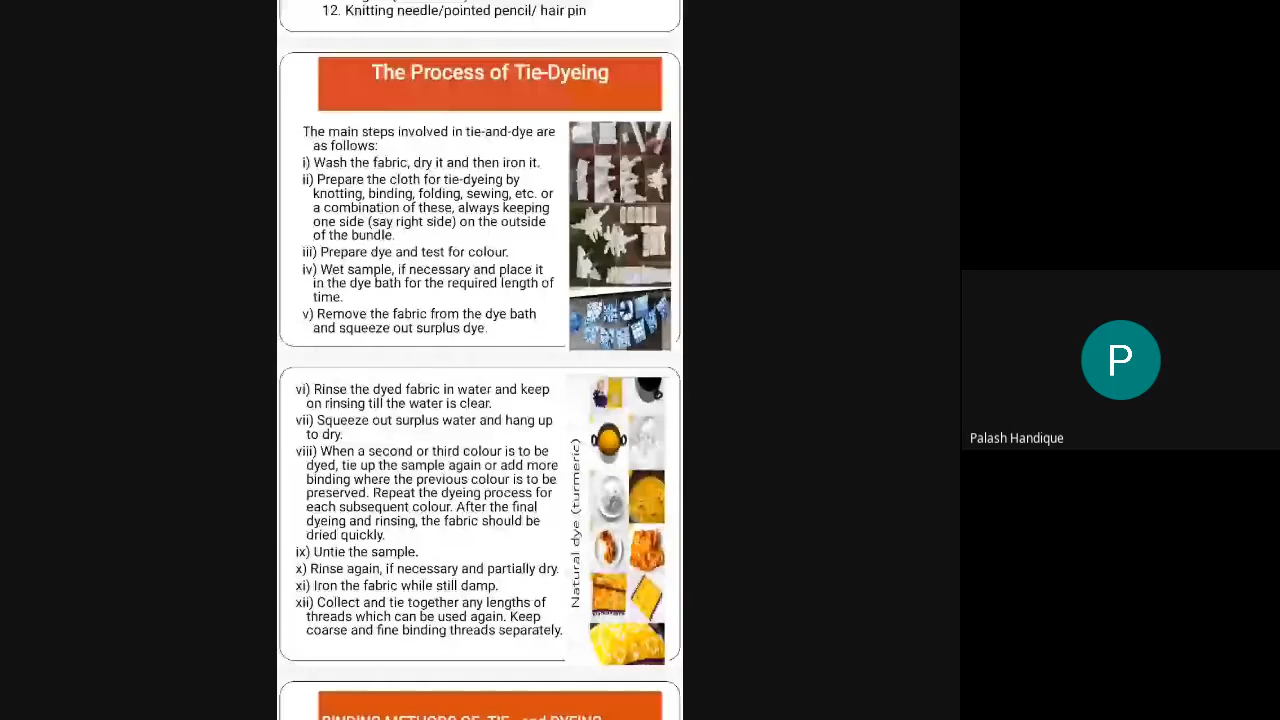 12. Knitting needle/pointed pencil/ hair pin
The Process of Tie-Dyeing
The main steps involved in tie-and-dye are
as follows:
i) Wash the fabric, dry it and then iron it.
ii) Prepare the cloth for tie-dyeing by
knotting, binding, folding, sewing, etc. or
a combination of these, always keeping
one side (say right side) on the outside
of the bundle.
iii) Prepare dye and test for colour.
iv) Wet sample, if necessary and place it
in the dye bath for the required length of
time.
v) Remove the fabric from the dye bath
and squeeze out surplus dye.
vi) Rinse the dyed fabric in water and keep
on rinsing till the water is clear.
vii) Squeeze out surplus water and hang up
to dry.
viii) When a second or third colour is to be
dyed, tie up the sample again or add more
binding where the previous colour is to be
preserved. Repeat the dyeing process for
each subsequent colour. After the final
dyeing and rinsing, the fabric should be
dried quickly.
ix) Untie the sample.
x) Rinse again, if necessary and partially dry.
xi) Iron the fabric while still damp.
xii) Collect and tie together any lengths of
threads which can be used again. Keep
coarse and fine binding threads separately.
Natural dye (turmeric)
BINDING METHODS OF TIE - and DYEING
P
Palash Handique